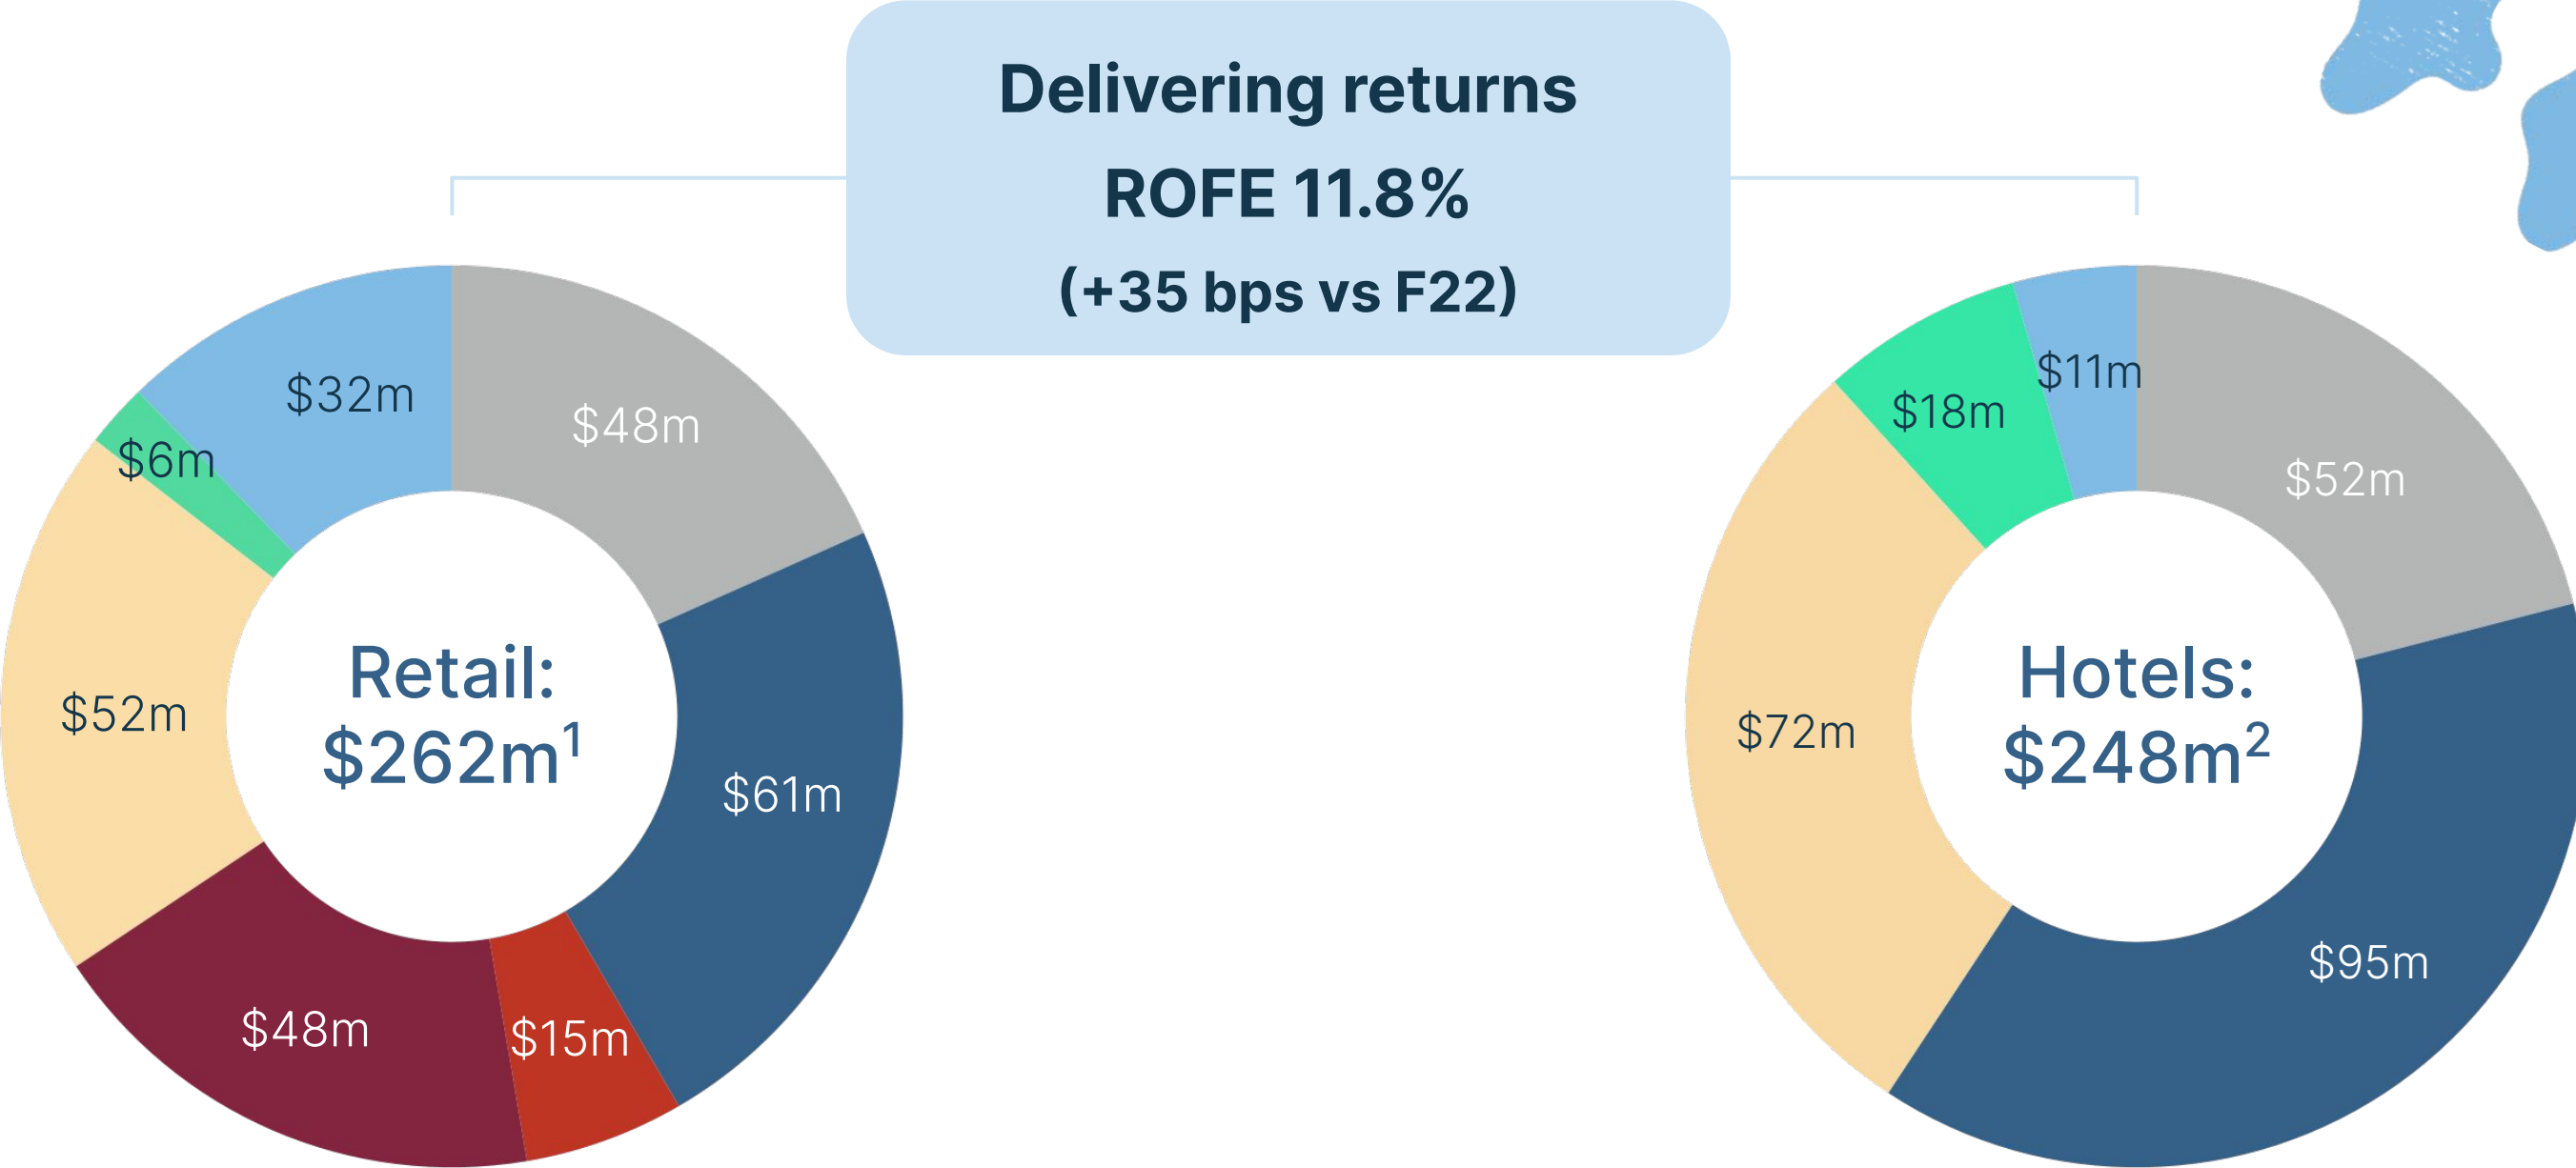 Delivering returns
ROFE 11.8%
(+35 bps vs F22)
$32m
$48m
$6m
$52m
$61m
$48m
$15m
Retail:
$262m¹
$11m
$18m
$52m
$72m
$95m
Hotels:
$248m²